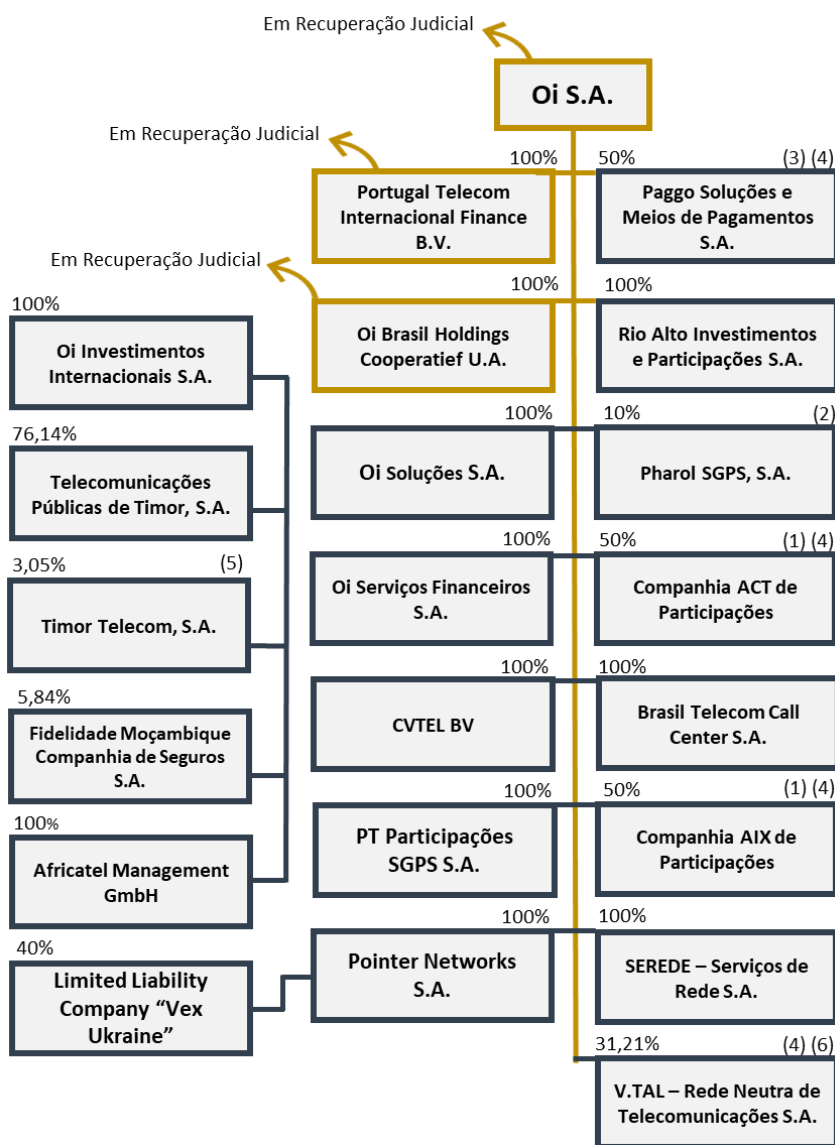 Em Recuperação Judicial
Oi S.A.
Em Recuperação Judicial
100%
Portugal Telecom
Internacional Finance
B.V.
50%
(3) (4)
Paggo Soluções e
Meios de Pagamentos
S.A.
Em Recuperação Judicial
100%
Oi Brasil Holdings
Cooperatief U.A.
100%
Rio Alto Investimentos
e Participações S.A.
100%
Oi Investimentos
Internacionais S.A.
100%
Oi Soluções S.A.
10%
(2)
Pharol SGPS, S.A.
76,14%
Telecomunicações
Públicas de Timor, S.A.
100%
Oi Serviços Financeiros
S.A.
50%
(1) (4)
Companhia ACT de
Participações
3,05%
(5)
Timor Telecom, S.A.
100%
CVTEL BV
100%
Brasil Telecom Call
Center S.A.
5,84%
Fidelidade Moçambique
Companhia de Seguros
S.A.
100%
PT Participações
SGPS S.A.
50%
(1) (4)
Companhia AIX de
Participações
100%
Africatel Management
GmbH
100%
Pointer Networks
S.A.
100%
SEREDE – Serviços de
Rede S.A.
40%
Limited Liability
Company “Vex
Ukraine”
31,21%
(4) (6)
V.TAL – Rede Neutra de
Telecomunicações S.A.